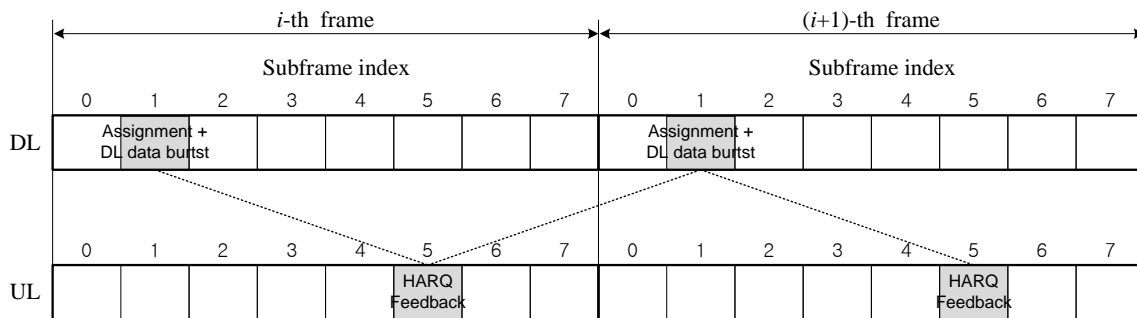 i-th frame
(i+1)-th frame
Subframe index
Subframe index
0 1 2 3 4 5 6 7
0 1 2 3 4 5 6 7
DL
Assignment +
DL data burtst
Assignment +
DL data burtst
0 1 2 3 4 5 6 7
0 1 2 3 4 5 6 7
UL
HARQ
Feedback
HARQ
Feedback